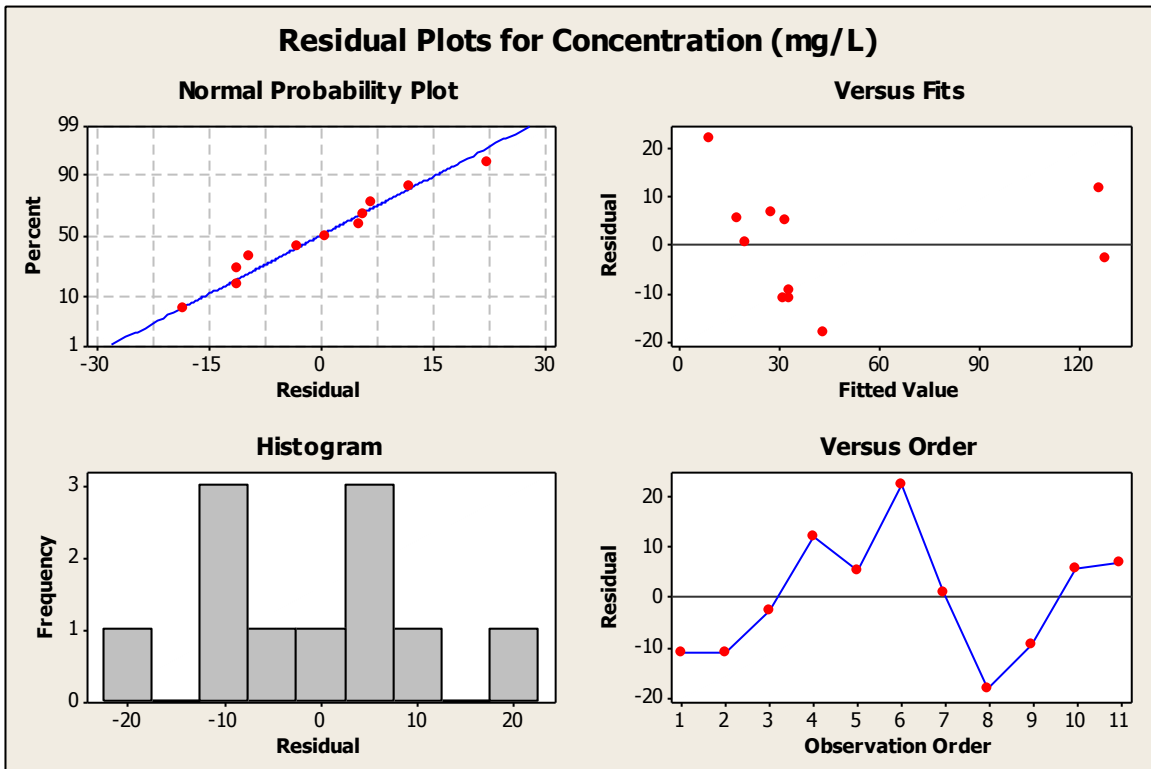 Residual Plots for Concentration (mg/L)
Normal Probability Plot
Percent
99
90
50
10
1
-30 -15 0 15 30
Residual
Versus Fits
Residual
20
10
0
-10
-20
0 30 60 90 120
Fitted Value
Histogram
Frequency
3
2
1
0
-20 -10 0 10 20
Residual
Versus Order
Residual
20
10
0
-10
-20
1 2 3 4 5 6 7 8 9 10 11
Observation Order